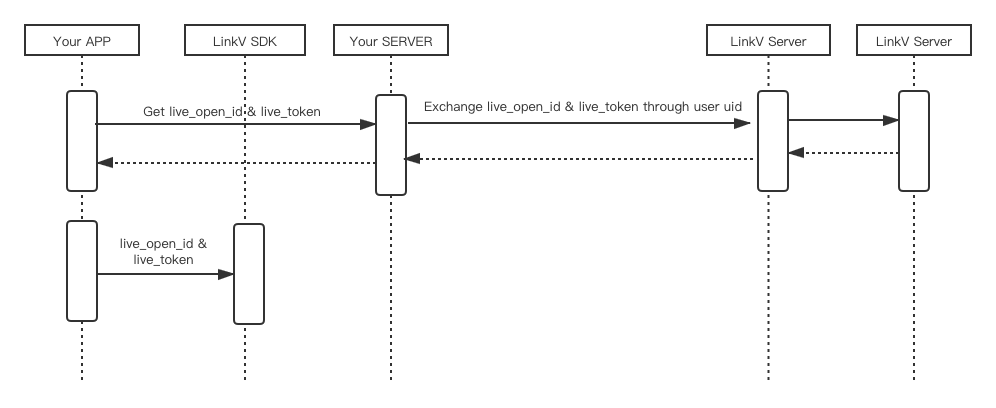 Your APP
LinkV SDK
Your SERVER
LinkV Server
LinkV Server
Get live_open_id & live_token
Exchange live_open_id & live_token through user uid
live_open_id &
live_token